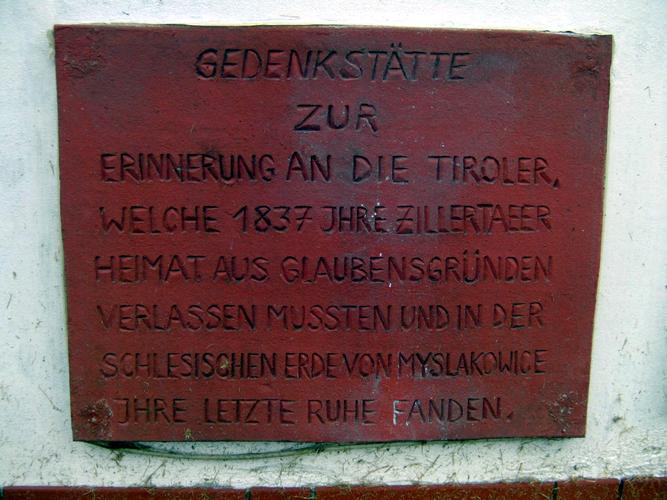 GEDENKSTÄTTE
ZUR
ERINNERUNG AN DIE TIROLER,
WELCHE 1837 JHRE ZILLERTAEER
HEIMAT AUS GLAUBENSGRÜNDEN
VERLASSEN MUSSTEN UND IN DER
SCHLESISCHEN ERDE VON MYSLAKOWICE
JHRE LETZTE RUHE FANDEN.